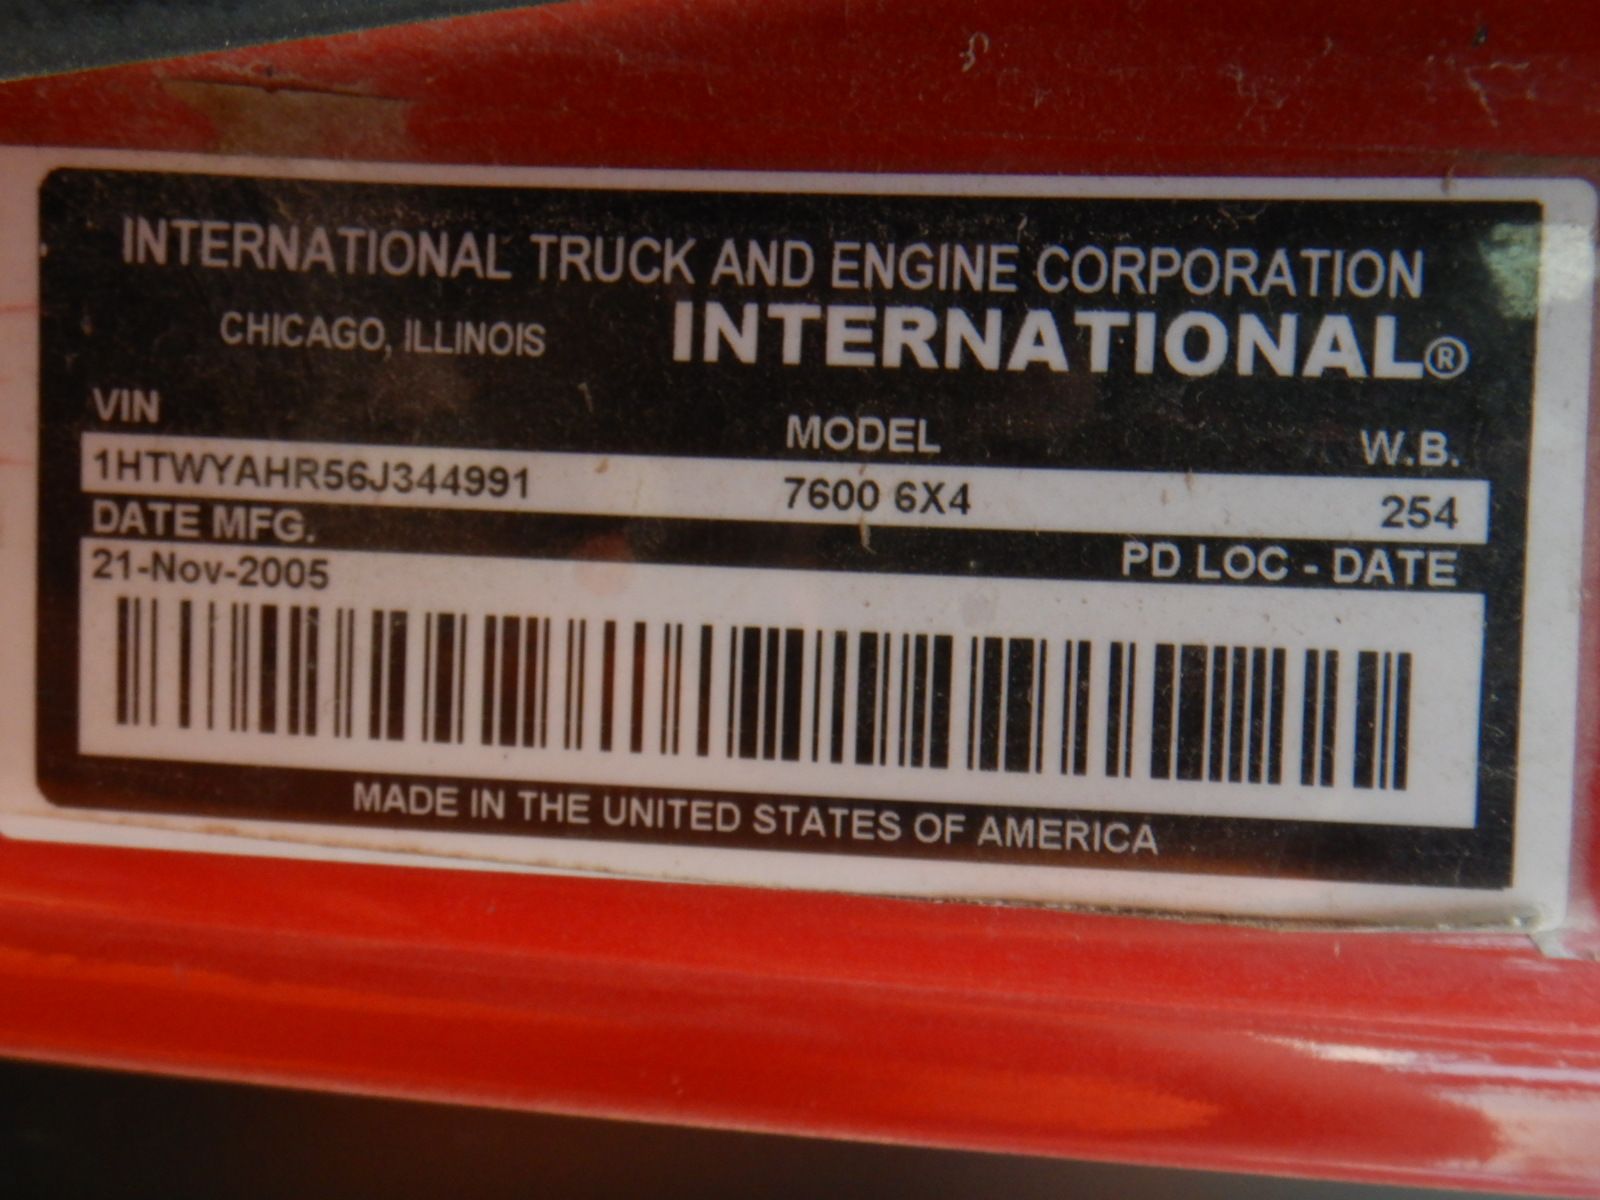 INTERNATIONAL TRUCK AND ENGINE CORPORATION
CHICAGO, ILLINOIS INTERNATIONAL®
VIN MODEL W.B.
1HTWYAHR56J344991 7600 6X4 254
DATE MFG. PD LOC - DATE
21-Nov-2005
MADE IN THE UNITED STATES OF AMERICA